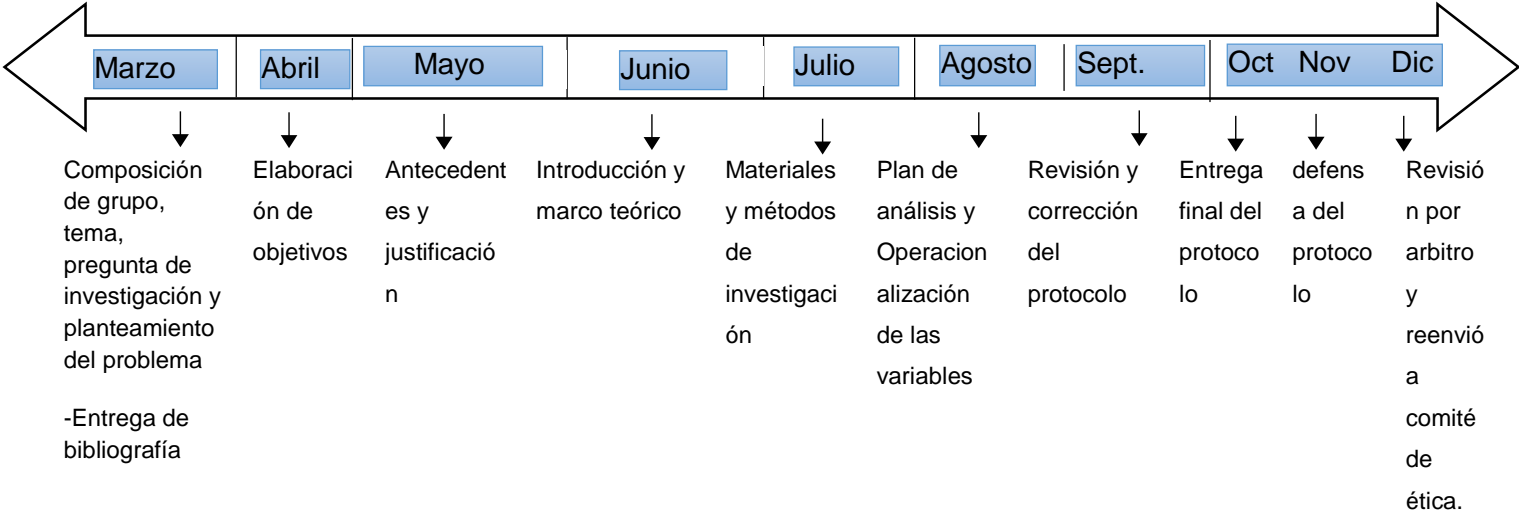 Marzo
Abril
Mayo
Junio
Julio
Agosto
Sept.
Oct Nov Dic
Composición
de grupo,
tema,
pregunta de
investigación y
planteamiento
del problema
-Entrega de
bibliografía
Elaboraci
ón de
objetivos
Antecedent
es y
justificació
n
Introducción y
marco teórico
Materiales
y métodos
de
investigaci
ón
Plan de
análisis y
Operacion
alización
de las
variables
Revisión y
corrección
del
protocolo
Entrega
final del
protoco
lo
defens
a del
protoco
lo
Revisió
n por
arbitro
y
reenvió
a
comité
de
ética.